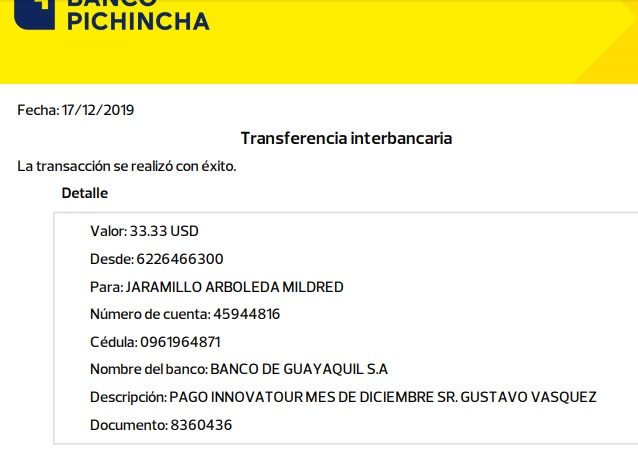 BANCO
PICHINCHA
Fecha: 17/12/2019
Transferencia interbancaria
La transacción se realizó con éxito.
Detalle
Valor: 33.33 USD
Desde: 6226466300
Para: JARAMILLO ARBOLEDA MILDRED
Número de cuenta: 45944816
Cédula: 0961964871
Nombre del banco: BANCO DE GUAYAQUIL S.A
Descripción: PAGO INNOVATOUR MES DE DICIEMBRE SR. GUSTAVO VASQUEZ
Documento: 8360436